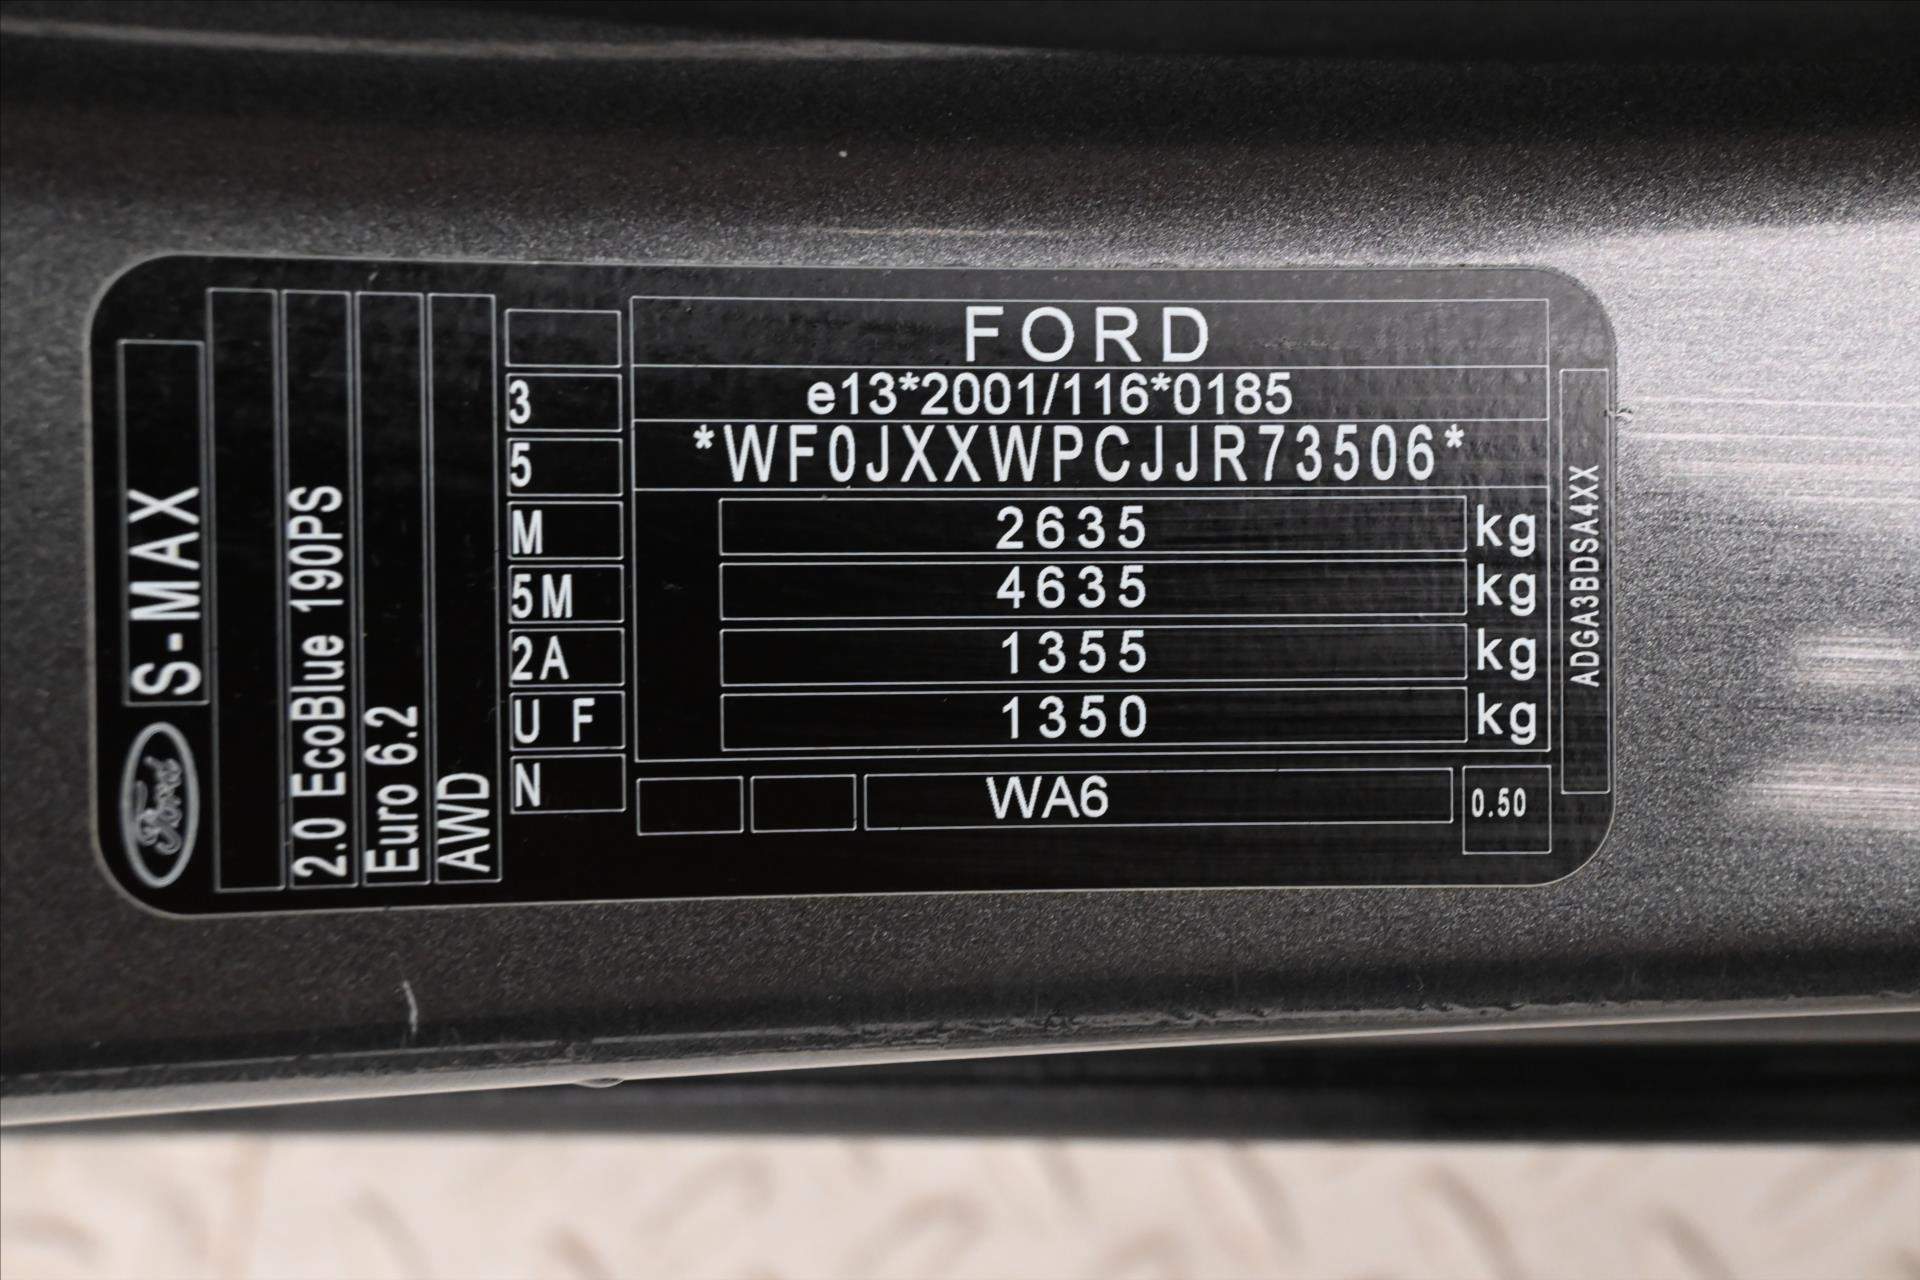 FORD
e13*2001/116*0185
*WF0JXXWPCJJR73506*
2635 kg
4635 kg
1355 kg
1350 kg
WA6
0.50
3
5
M
5M
2A
U F
N
Ford
S-MAX
2.0 EcoBlue 190PS
Euro 6.2
AWD
ADGA3BDSA4XX